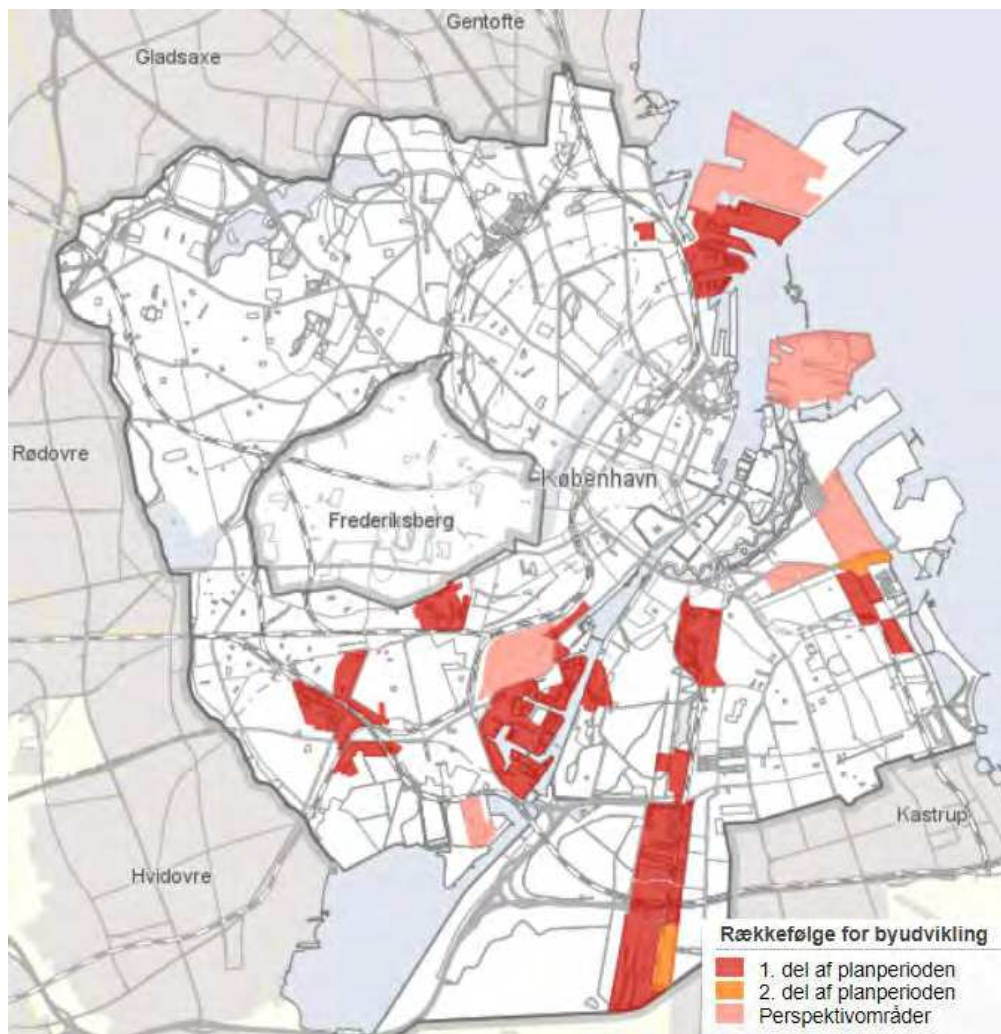 Gentofte
Gladsaxe
Rødovre
København
Frederiksberg
Kastrup
Hvidovre
Rækkefølge for byudvikling
1. del af planperioden
2. del af planperioden
Perspektivområder